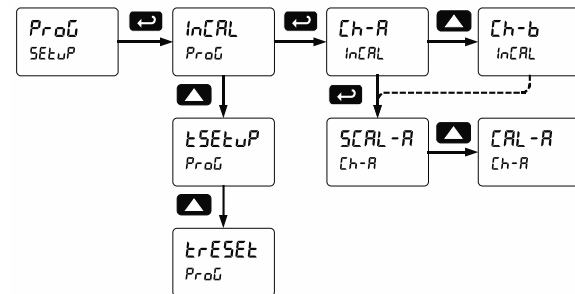 ProG
SEtuP
InCAL
ProG
Ch-A
InCAL
Ch-b
InCAL
tSEtuP
ProG
SCAL-A
Ch-A
CAL-A
Ch-A
trESEt
ProG